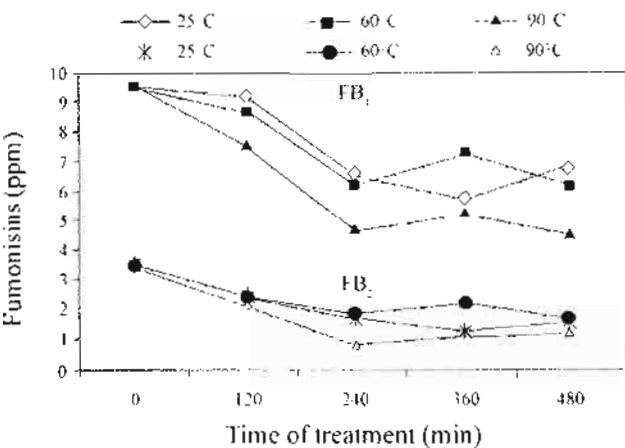 25 C 60 C 90 C
25 C 60 C 90°C
10
9
8
7
6
5
4
3
2
1
0
Fumonisins (ppm)
FB1
FB2
0 120 240 360 480
Time of treatment (min)